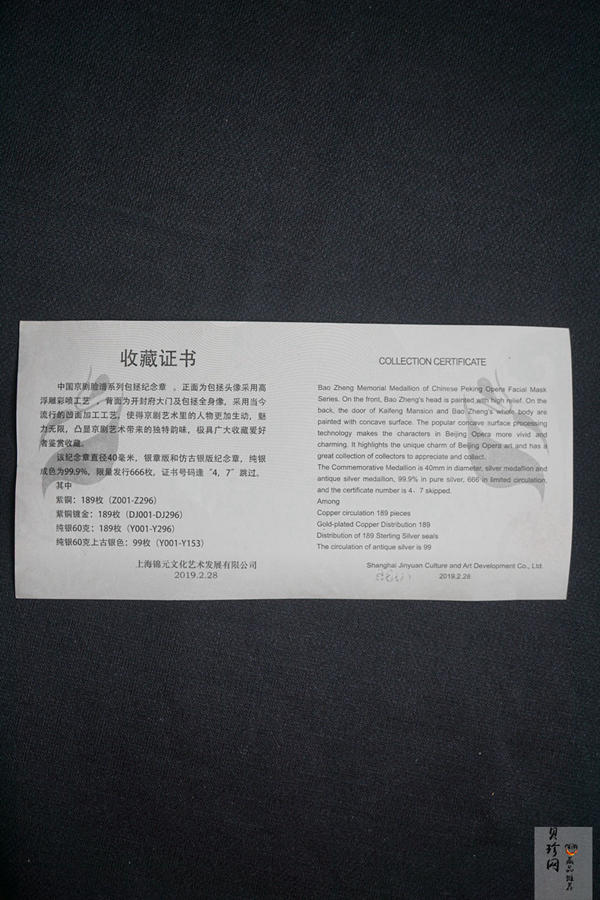 收藏证书
中国京剧脸谱系列包拯纪念章 。正面为包拯头像采用高
浮雕彩喷工艺 ，背面为开封府大门及包拯全身像，采用当今
流行的凹面加工工艺，使得京剧艺术里的人物更加生动，魅
力无限，凸显京剧艺术带来的独特韵味，极具广大收藏爱好
者鉴赏收藏。
该纪念章直径40毫米，银章版和仿古银版纪念章，纯银
成色为99.9%，限量发行666枚，证书号码逢“4，7”跳过。
其中
紫铜：189枚（Z001-Z296）
紫铜镀金：189枚（DJ001-DJ296）
纯银60克：189枚（Y001-Y296）
纯银60克上古银色：99枚（Y001-Y153）
上海锦元文化艺术发展有限公司
2019.2.28
COLLECTION CERTIFICATE
Bao Zheng Memorial Medallion of Chinese Peking Opera Facial Mask
Series. On the front, Bao Zheng's head is painted with high relief. On the
back, the door of Kaifeng Mansion and Bao Zheng's whole body are
painted with concave surface. The popular concave surface processing
technology makes the characters in Beijing Opera more vivid and
charming. It highlights the unique charm of Beijing Opera art and has a
great collection of collectors to appreciate and collect.
The Commemorative Medallion is 40mm in diameter, silver medallion and
antique silver medallion, 99.9% in pure silver, 666 in limited circulation,
and the certificate number is 4、7 skipped.
Among
Copper circulation 189 pieces
Gold-plated Copper Distribution 189
Distribution of 189 Sterling Silver seals
The circulation of antique silver is 99
Shanghai Jinyuan Culture and Art Development Co., Ltd.
2019.2.28
贝珍网
藏品推荐